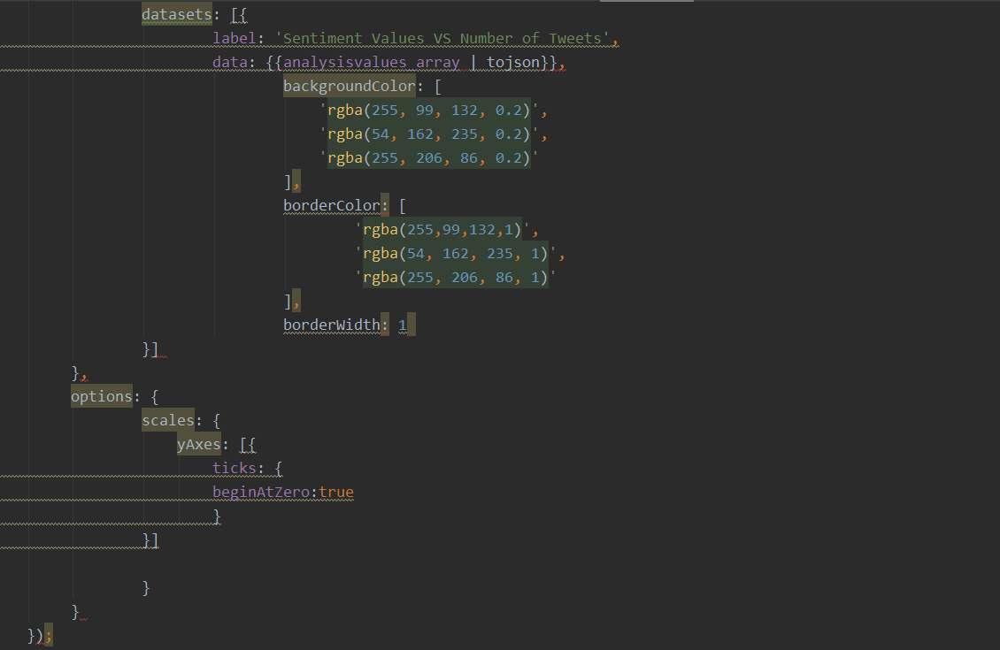 datasets: [{
label: 'Sentiment Values VS Number of Tweets',
data: {{analysisvalues array | tojson}},
backgroundColor: [
'rgba(255, 99, 132, 0.2)',
'rgba(54, 162, 235, 0.2)',
'rgba(255, 206, 86, 0.2)'
],
borderColor: [
'rgba(255,99,132,1)',
'rgba(54, 162, 235, 1)',
'rgba(255, 206, 86, 1)'
],
borderWidth: 1
}]
},
options: {
scales: {
yAxes: [{
ticks: {
beginAtZero:true
}
}]
}
}
});